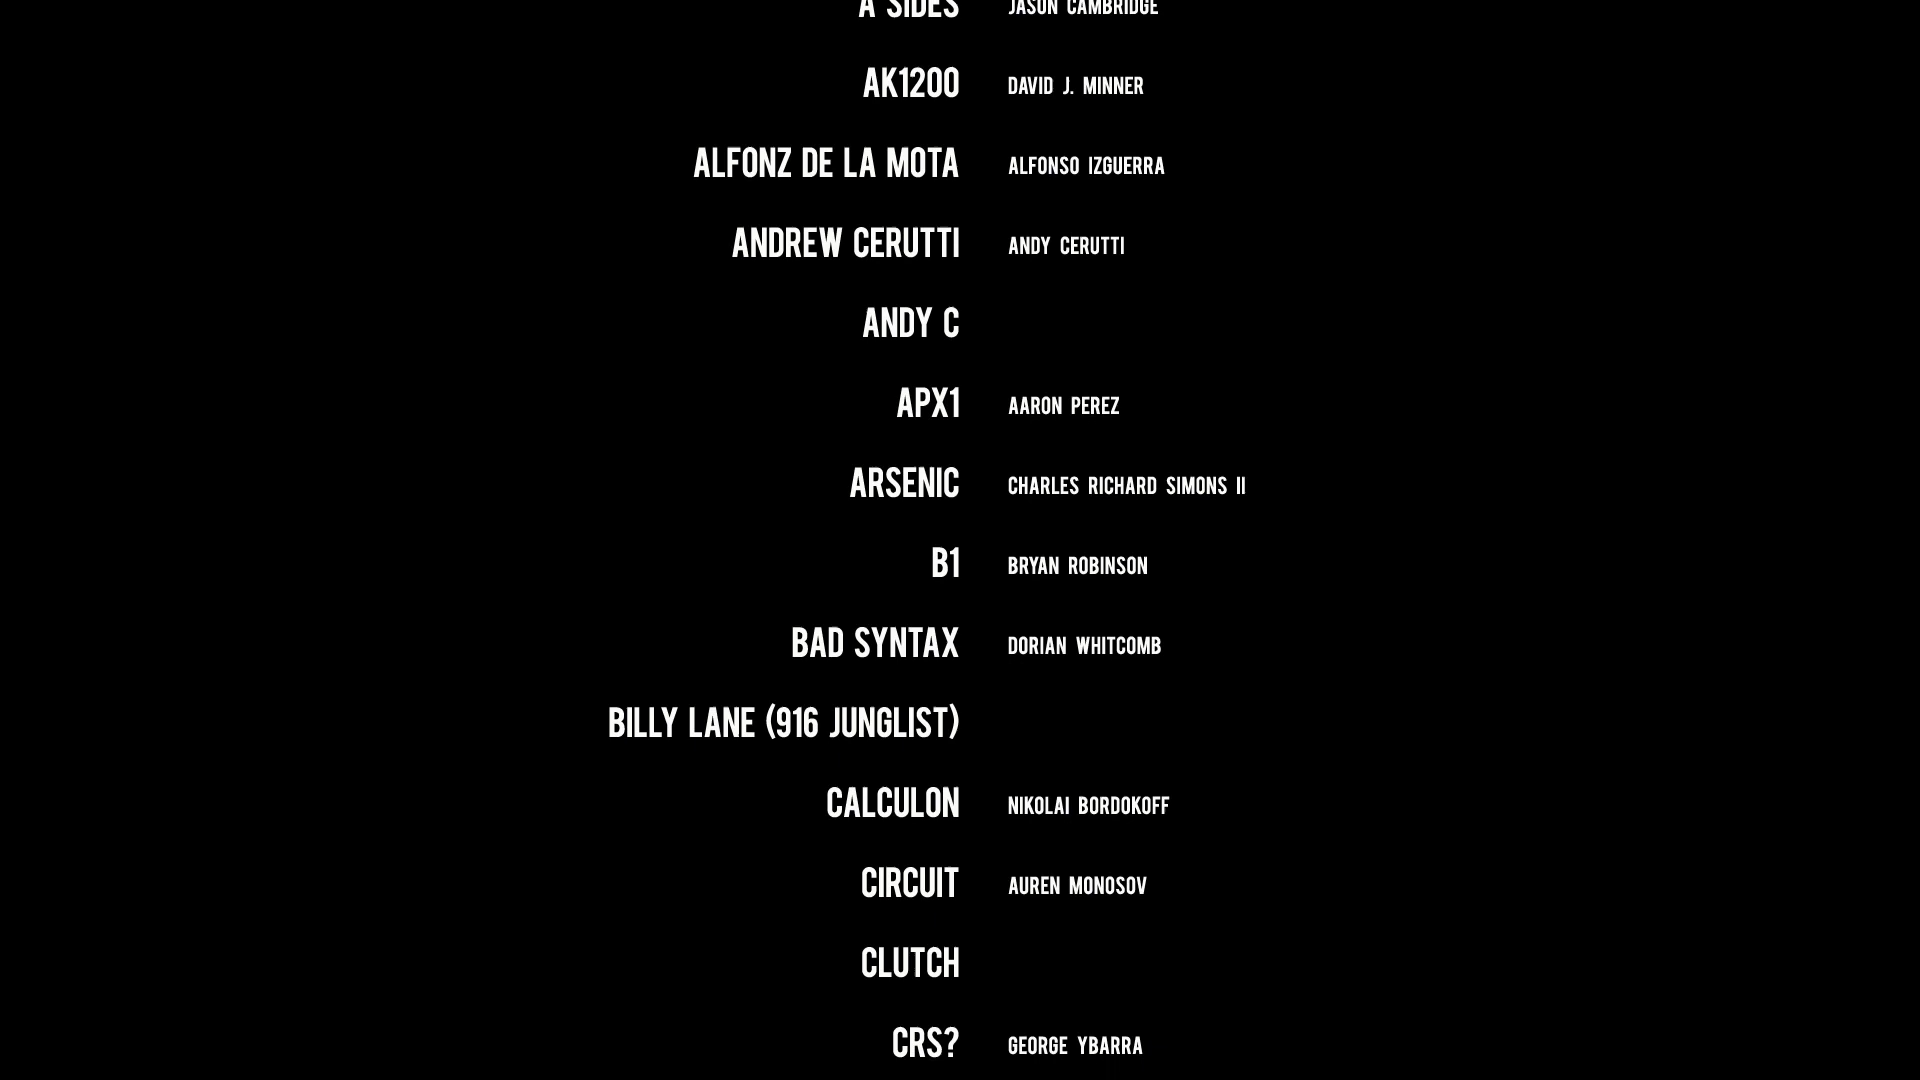 A SIDES JASON CAMBRIDGE
AK1200 DAVID J. MINNER
ALFONZ DE LA MOTA ALFONSO IZGUERRA
ANDREW CERUTTI ANDY CERUTTI
ANDY C
APX1 AARON PEREZ
ARSENIC CHARLES RICHARD SIMONS II
B1 BRYAN ROBINSON
BAD SYNTAX DORIAN WHITCOMB
BILLY LANE (916 JUNGLIST)
CALCULON NIKOLAI BORDOKOFF
CIRCUIT AUREN MONOSOV
CLUTCH
CRS? GEORGE YBARRA